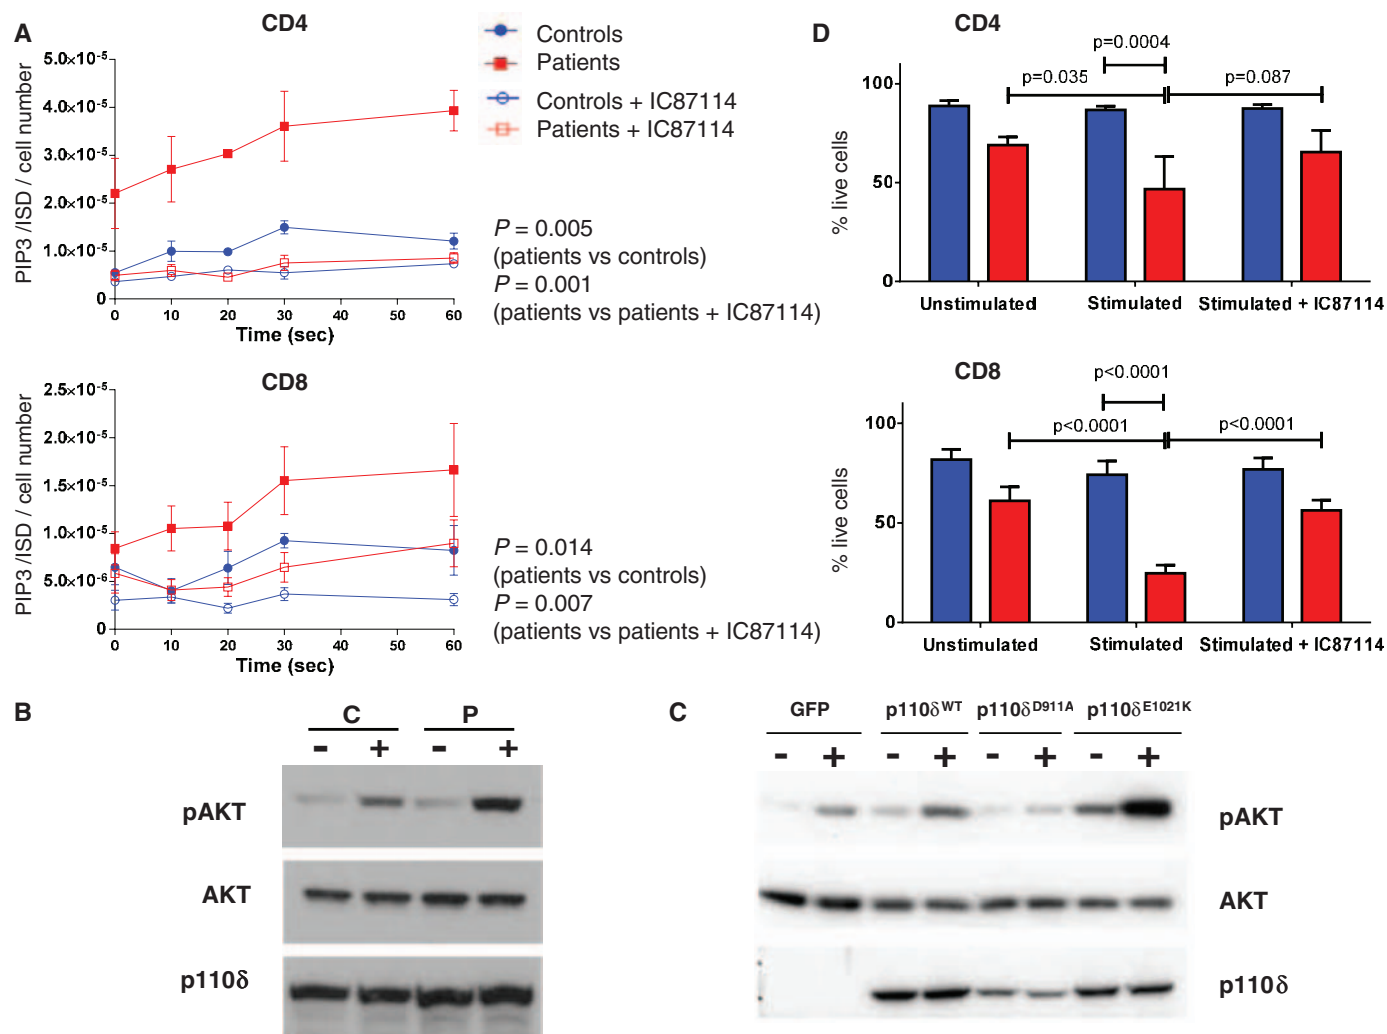 A
CD4
Controls
Patients
Controls + IC87114
Patients + IC87114
PIP3 /ISD / cell number
5.0×10⁻⁵
4.0×10⁻⁵
3.0×10⁻⁵
2.0×10⁻⁵
1.0×10⁻⁵
0
0 10 20 30 40 50 60
Time (sec)
P = 0.005
(patients vs controls)
P = 0.001
(patients vs patients + IC87114)
CD8
PIP3 /ISD / cell number
2.5×10⁻⁵
2.0×10⁻⁵
1.5×10⁻⁵
1.0×10⁻⁵
5.0×10⁻⁶
0
0 10 20 30 40 50 60
Time (sec)
P = 0.014
(patients vs controls)
P = 0.007
(patients vs patients + IC87114)
D
CD4
p=0.0004
p=0.035
p=0.087
% live cells
100
50
0
Unstimulated Stimulated Stimulated + IC87114
CD8
p<0.0001
p<0.0001
p<0.0001
% live cells
100
50
0
Unstimulated Stimulated Stimulated + IC87114
B
C P
- + - +
pAKT
AKT
p110δ
C
GFP p110δWT p110δD911A p110δE1021K
- + - + - + - +
pAKT
AKT
p110δ